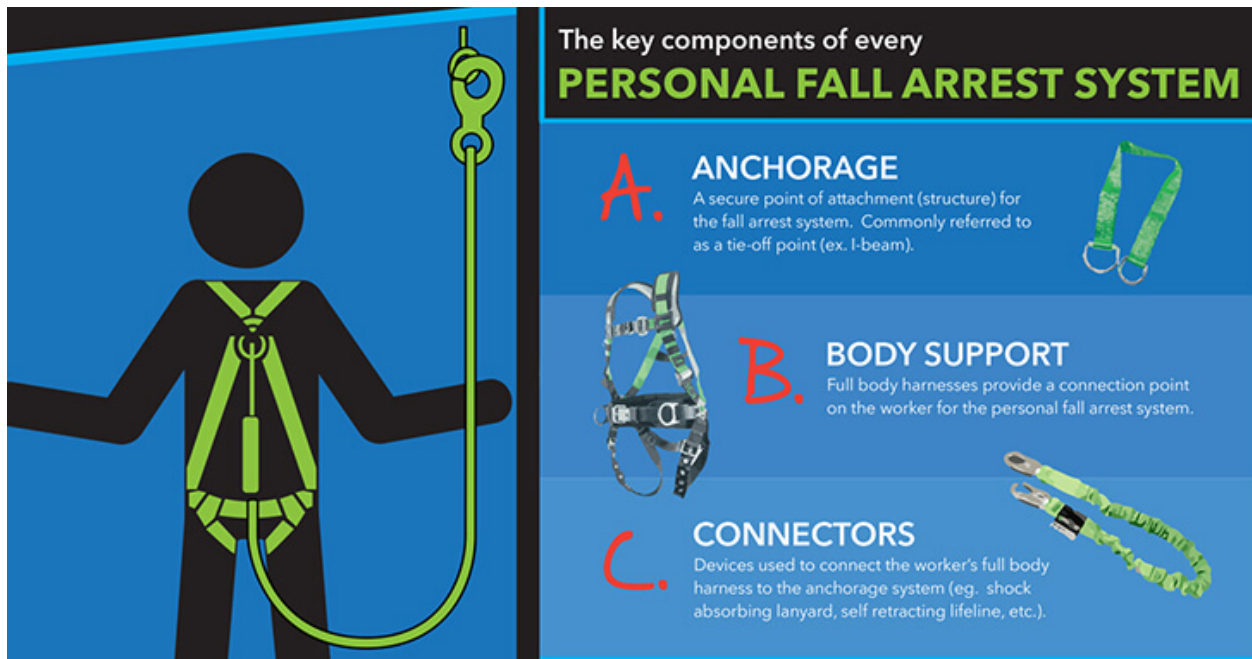 The key components of every
PERSONAL FALL ARREST SYSTEM
A.
ANCHORAGE
A secure point of attachment (structure) for
the fall arrest system. Commonly referred to
as a tie-off point (ex. I-beam).
B.
BODY SUPPORT
Full body harnesses provide a connection point
on the worker for the personal fall arrest system.
C.
CONNECTORS
Devices used to connect the worker's full body
harness to the anchorage system (eg. shock
absorbing lanyard, self retracting lifeline, etc.).